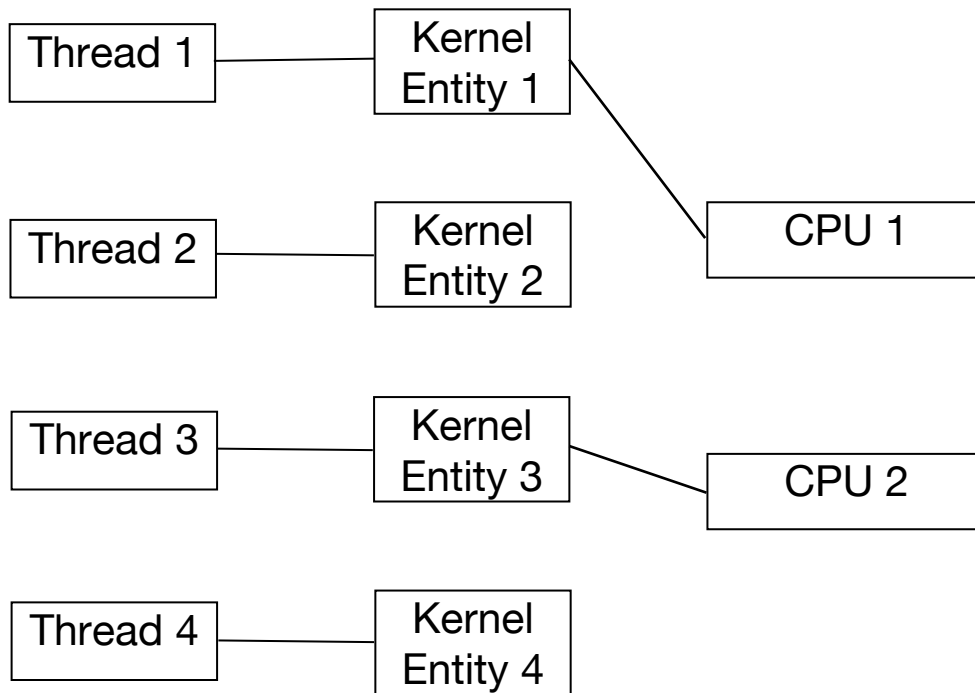 Thread 1
Kernel
Entity 1
Thread 2
Kernel
Entity 2
CPU 1
Thread 3
Kernel
Entity 3
CPU 2
Thread 4
Kernel
Entity 4